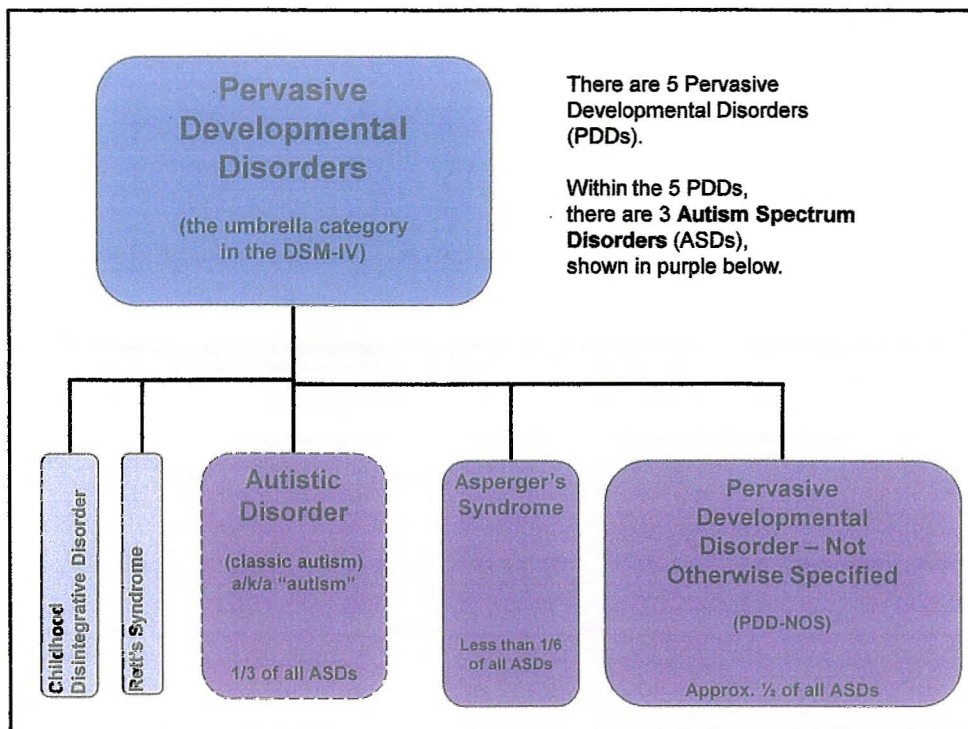 Pervasive
Developmental
Disorders
(the umbrella category
in the DSM-IV)
There are 5 Pervasive
Developmental Disorders
(PDDs).
Within the 5 PDDs,
there are 3 Autism Spectrum
Disorders (ASDs),
shown in purple below.
Childhood
Disintegrative Disorder
Rett's Syndrome
Autistic
Disorder
(classic autism)
a/k/a "autism"
1/3 of all ASDs
Asperger's
Syndrome
Less than 1/6
of all ASDs
Pervasive
Developmental
Disorder – Not
Otherwise Specified
(PDD-NOS)
Approx. ½ of all ASDs